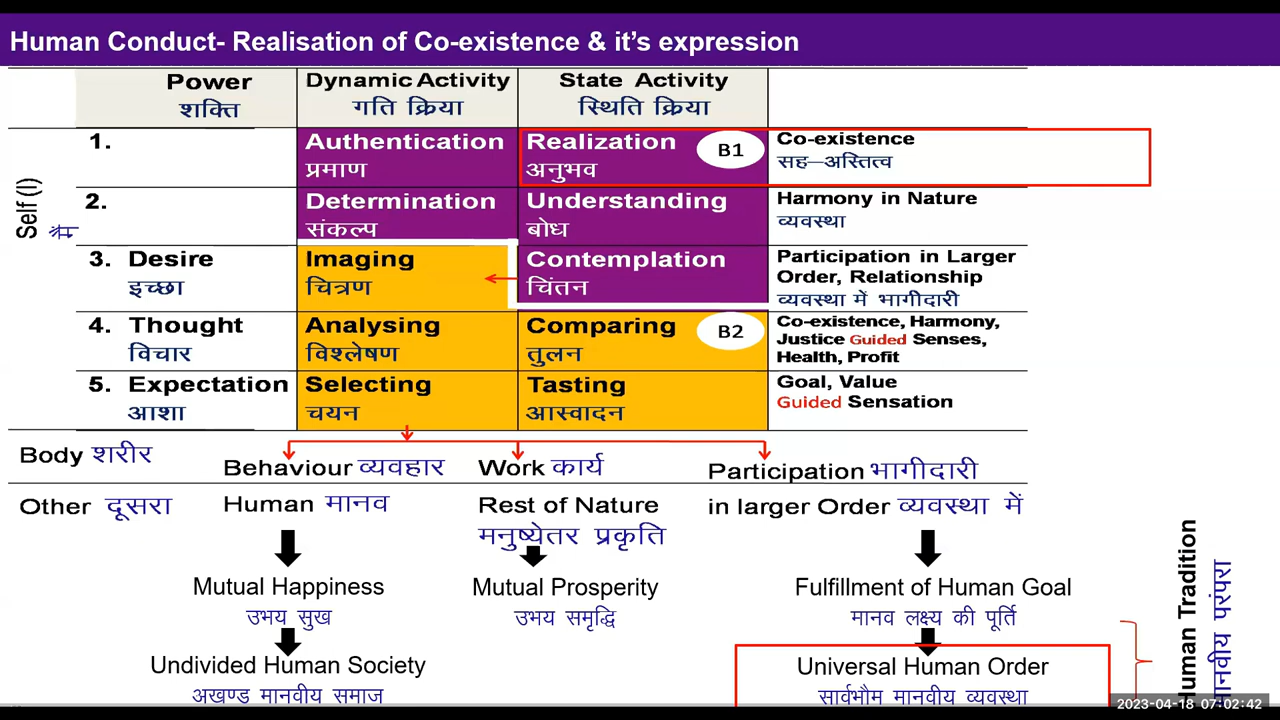 Human Conduct- Realisation of Co-existence & it's expression
Power Dynamic Activity State Activity
शक्ति गति क्रिया स्थिति क्रिया
Self (I)
मैं
1. Authentication Realization B1 Co-existence
प्रमाण अनुभव सह–अस्तित्व
2. Determination Understanding Harmony in Nature
संकल्प बोध व्यवस्था
3. Desire Imaging Contemplation Participation in Larger
Order, Relationship
इच्छा चित्रण चिंतन व्यवस्था में भागीदारी
4. Thought Analysing Comparing B2 Co-existence, Harmony,
Justice Guided Senses,
विचार विश्लेषण तुलन Health, Profit
5. Expectation Selecting Tasting Goal, Value
आशा चयन आस्वादन Guided Sensation
Body शरीर Behaviour व्यवहार Work कार्य Participation भागीदारी
Other दूसरा Human मानव Rest of Nature in larger Order व्यवस्था में
मनुष्येतर प्रकृति
Mutual Happiness Mutual Prosperity Fulfillment of Human Goal
उभय सुख उभय समृद्धि मानव लक्ष्य की पूर्ति
Undivided Human Society Universal Human Order
अखण्ड मानवीय समाज सार्वभौम मानवीय व्यवस्था
Human Tradition
मानवीय परंपरा
2023-04-18 07:02:42